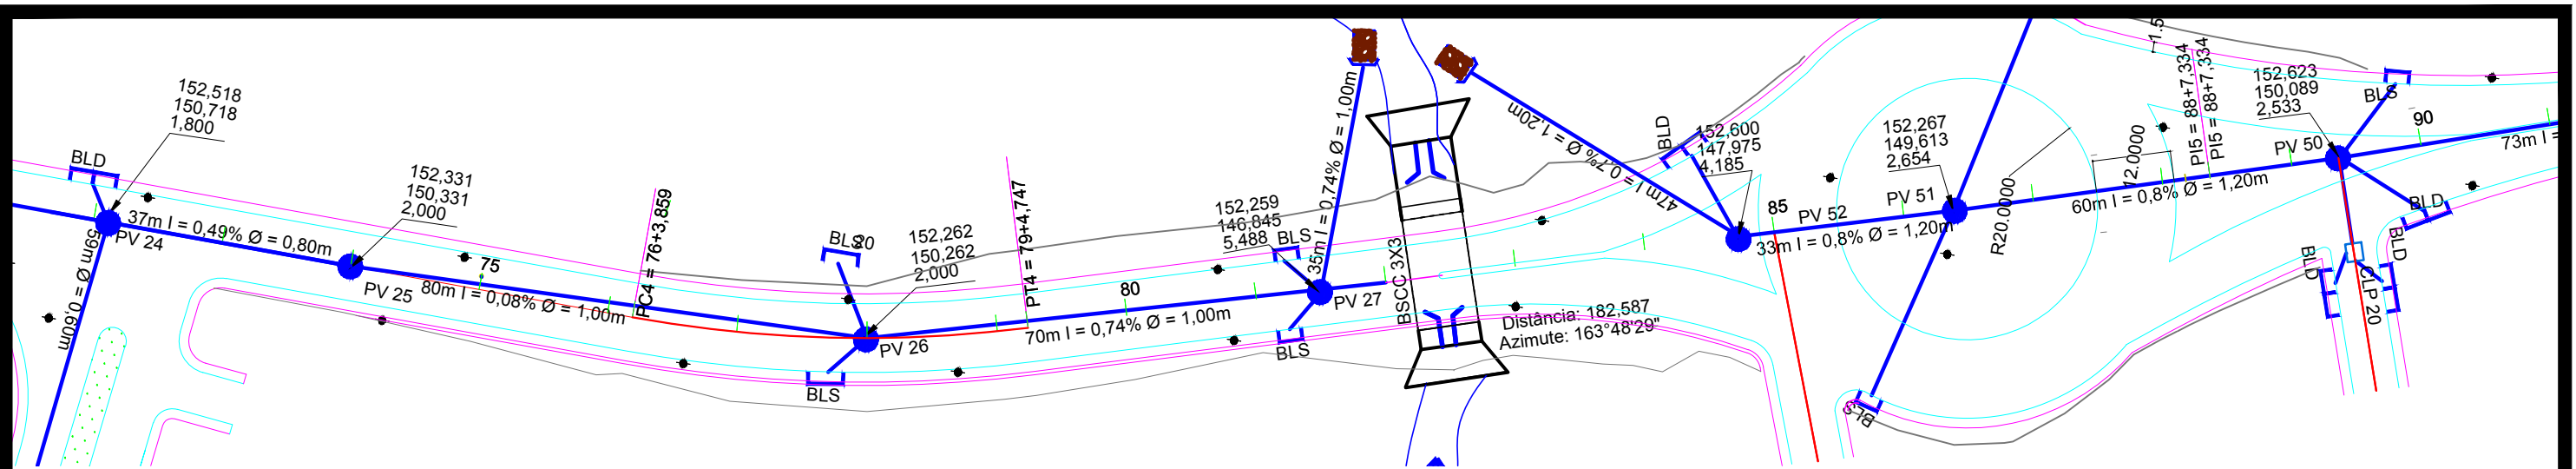 152,518
150,718
1,800
BLD
PV 24
37m I = 0,49% Ø = 0,80m
59m Ø = 0,60m
152,331
150,331
2,000
PV 25
75
80m I = 0,08% Ø = 1,00m
PC4 = 76+3,859
BLS
20
152,262
150,262
2,000
PV 26
BLS
PT4 = 79+4,747
80
70m I = 0,74% Ø = 1,00m
152,259
146,845
5,488
BLS
35m I = 0,74% Ø = 1,00m
PV 27
BLS
BSCC 3X3
Distância: 182,587
Azimute: 163°48'29"
47m I = 0,7% Ø = 1,20m
BLD
152,600
147,975
4,185
85
PV 52
33m I = 0,8% Ø = 1,20m
152,267
149,613
2,654
PV 51
R20.0000
12.0000
BLS
60m I = 0,8% Ø = 1,20m
PI5 = 88+7,334
PI5 = 88+7,334
152,623
150,089
2,533
PV 50
BLS
90
73m I =
BLD
BLD
BLD
CLP 20